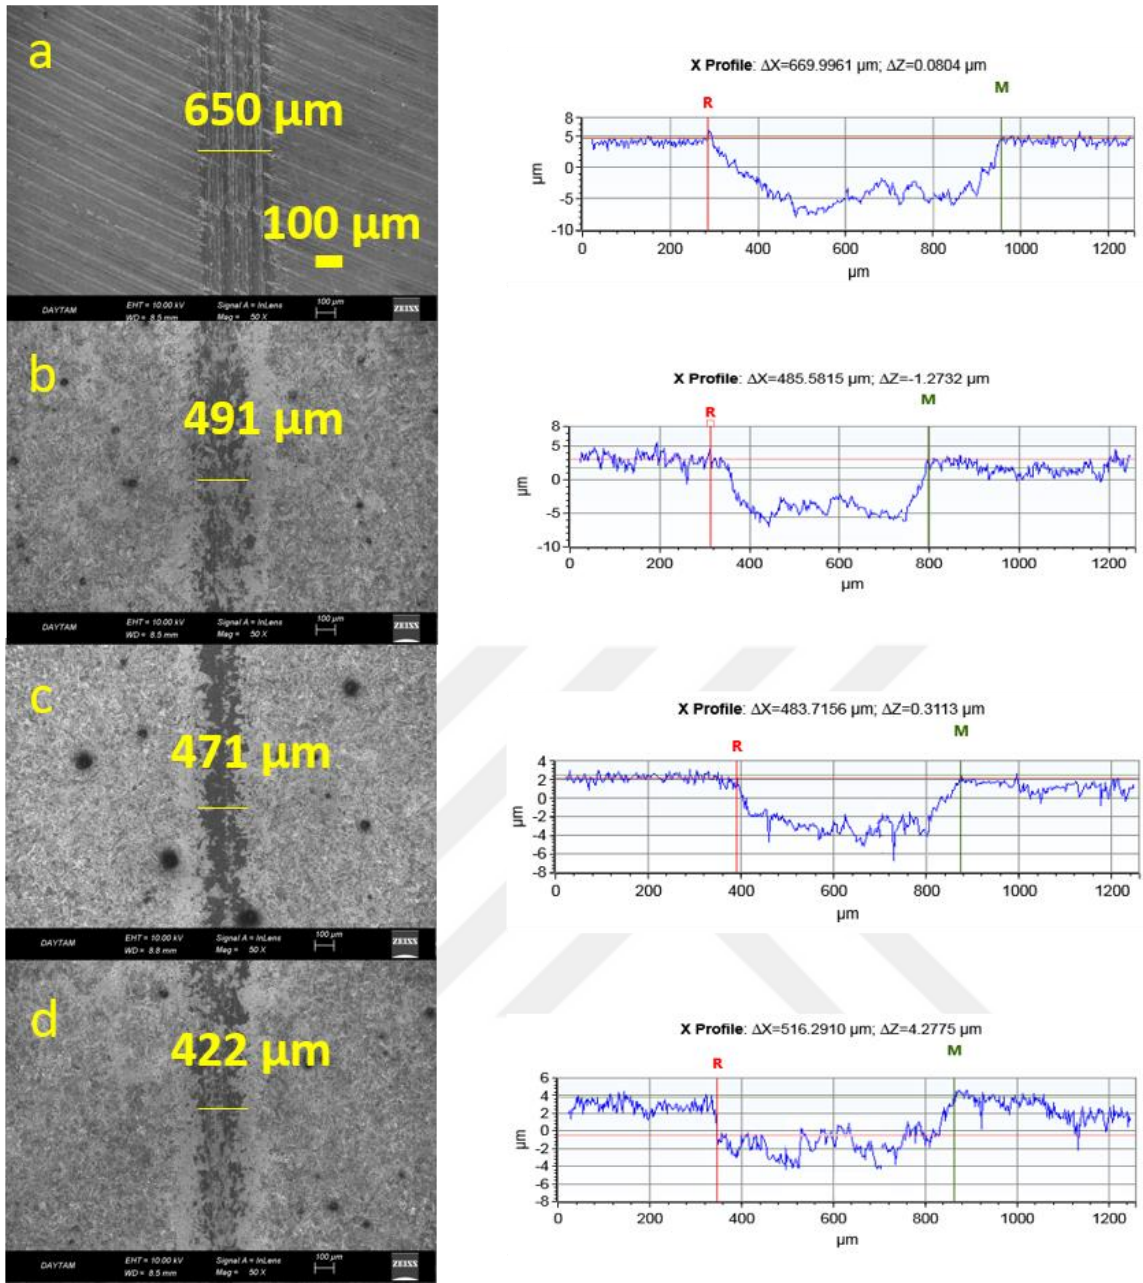 a
650 µm
100 µm
DAYTAM
EHT = 10.00 kV
WD = 8.5 mm
Signal A = InLens
Mag = 50 X
100 µm
ZEISS
X Profile: ΔX=669.9961 µm; ΔZ=0.0804 µm
R
M
8
5
0
-5
-10
µm
0 200 400 600 800 1000 1200
µm
b
491 µm
DAYTAM
EHT = 10.00 kV
WD = 8.5 mm
Signal A = InLens
Mag = 50 X
100 µm
ZEISS
X Profile: ΔX=485.5815 µm; ΔZ=-1.2732 µm
R
M
8
5
0
-5
-10
µm
0 200 400 600 800 1000 1200
µm
c
471 µm
DAYTAM
EHT = 10.00 kV
WD = 8.8 mm
Signal A = InLens
Mag = 50 X
100 µm
ZEISS
X Profile: ΔX=483.7156 µm; ΔZ=0.3113 µm
R
M
4
2
0
-2
-4
-6
-8
µm
0 200 400 600 800 1000 1200
µm
d
422 µm
DAYTAM
EHT = 10.00 kV
WD = 8.5 mm
Signal A = InLens
Mag = 50 X
100 µm
ZEISS
X Profile: ΔX=516.2910 µm; ΔZ=4.2775 µm
R
M
6
4
2
0
-2
-4
-6
-8
µm
0 200 400 600 800 1000 1200
µm